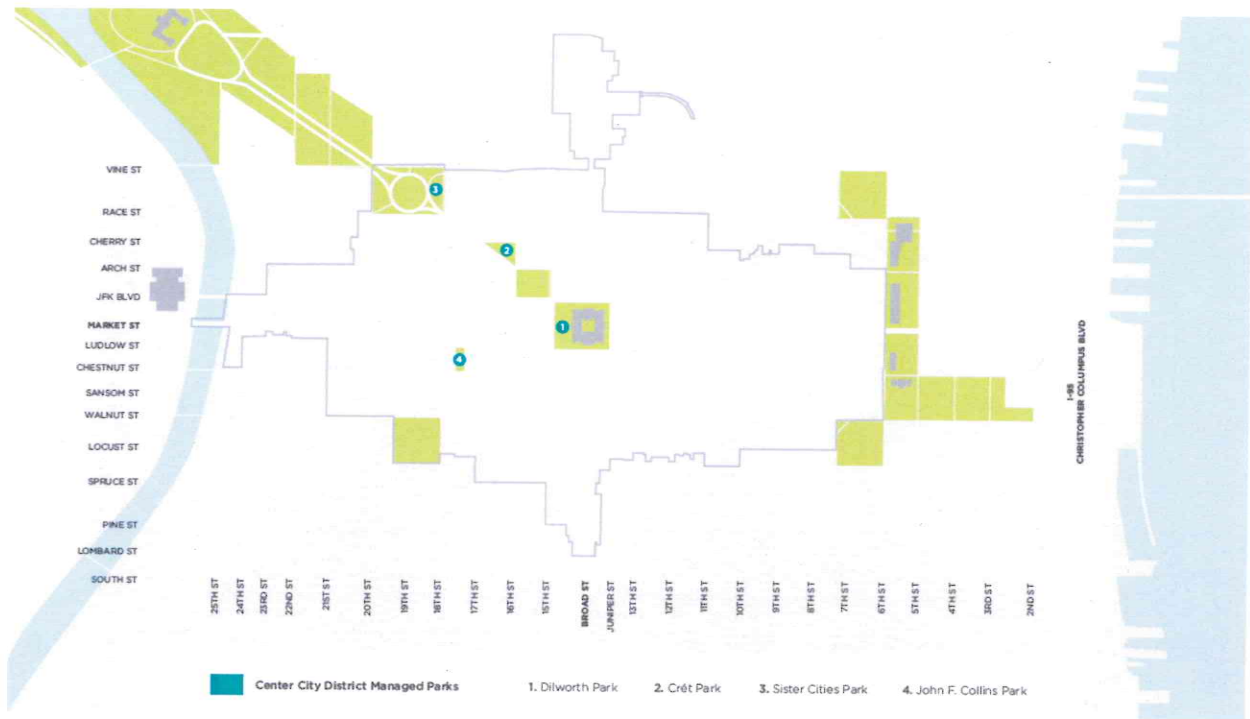 VINE ST
RACE ST
CHERRY ST
ARCH ST
JFK BLVD
MARKET ST
LUDLOW ST
CHESTNUT ST
SANSOM ST
WALNUT ST
LOCUST ST
SPRUCE ST
PINE ST
LOMBARD ST
SOUTH ST
3
2
1
4
I-95
CHRISTOPHER COLUMBUS BLVD
25TH ST
24TH ST
23RD ST
22ND ST
21ST ST
20TH ST
19TH ST
18TH ST
17TH ST
16TH ST
15TH ST
BROAD ST
JUNIPER ST
13TH ST
12TH ST
11TH ST
10TH ST
9TH ST
8TH ST
7TH ST
6TH ST
5TH ST
4TH ST
3RD ST
2ND ST
Center City District Managed Parks
1. Dilworth Park
2. Crét Park
3. Sister Cities Park
4. John F. Collins Park